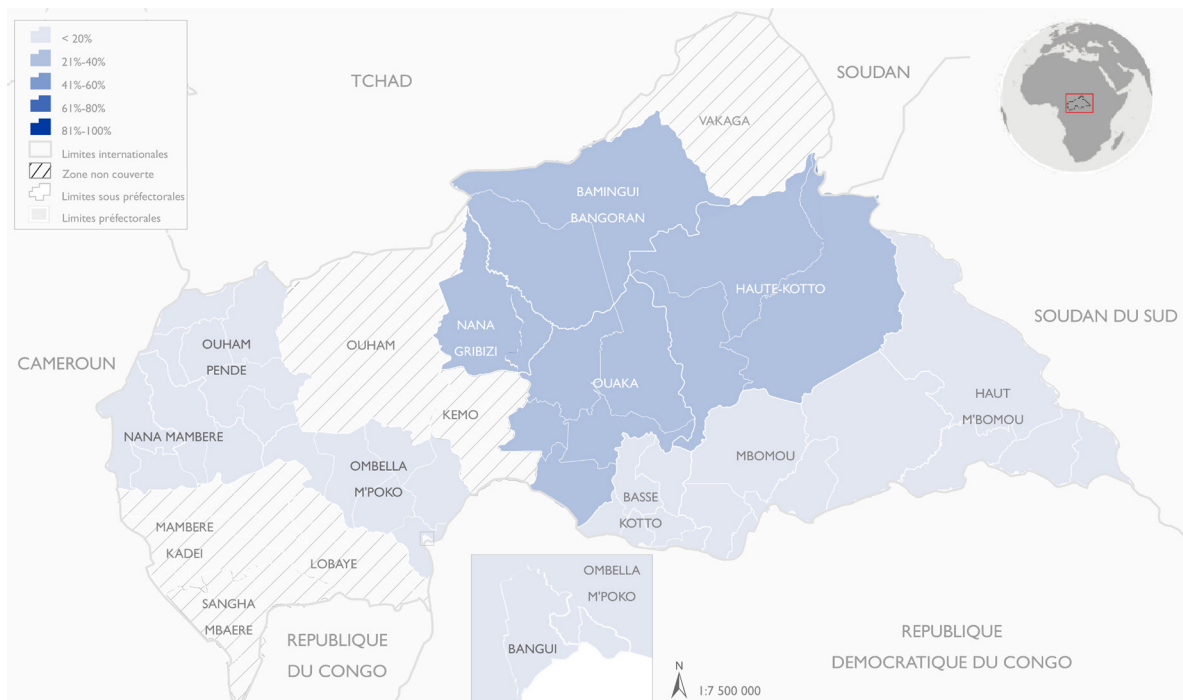 < 20%
21%-40%
41%-60%
61%-80%
81%-100%
Limites internationales
Zone non couverte
Limites sous préfectorales
Limites préfectorales
TCHAD
SOUDAN
VAKAGA
BAMINGUI
BANGORAN
HAUTE-KOTTO
SOUDAN DU SUD
CAMEROUN
OUHAM
PENDE
OUHAM
NANA
GRIBIZI
OUAKA
HAUT
M'BOMOU
KEMO
NANA MAMBERE
OMBELLA
M'POKO
MBOMOU
BASSE
KOTTO
MAMBERE
KADEI
LOBAYE
SANGHA
MBAERE
OMBELLA
M'POKO
BANGUI
REPUBLIQUE
DU CONGO
REPUBLIQUE
DEMOCRATIQUE DU CONGO
N
1:7 500 000